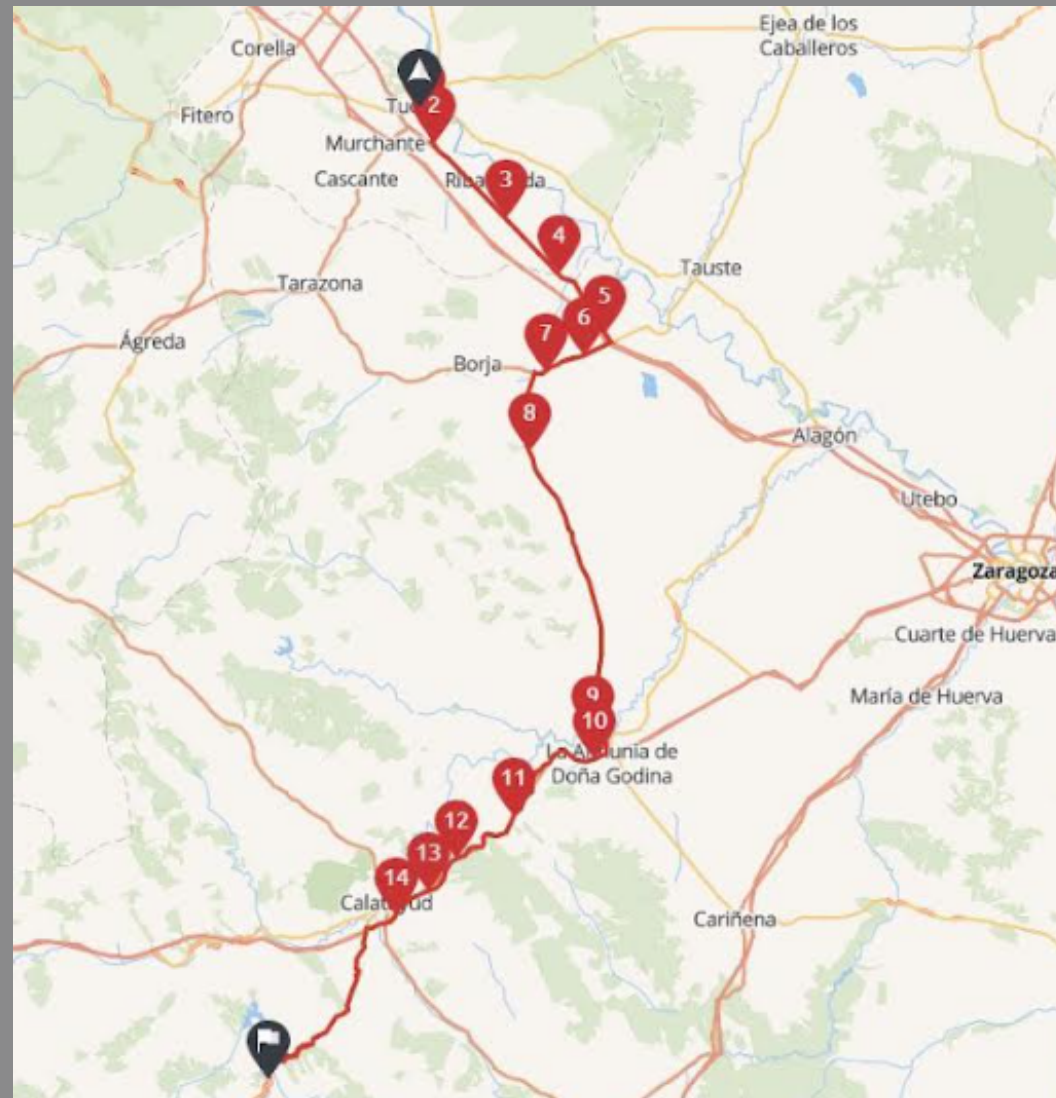 Ejea de los
Caballeros
Corella
2
Fitero
Murchante
Cascante
3
4
Tauste
Tarazona
5
6
Ágreda
7
Borja
8
Alagón
Utebo
Zaragoza
Cuarte de Huerva
9
María de Huerva
10
Doña Godina
11
12
13
14
Cariñena